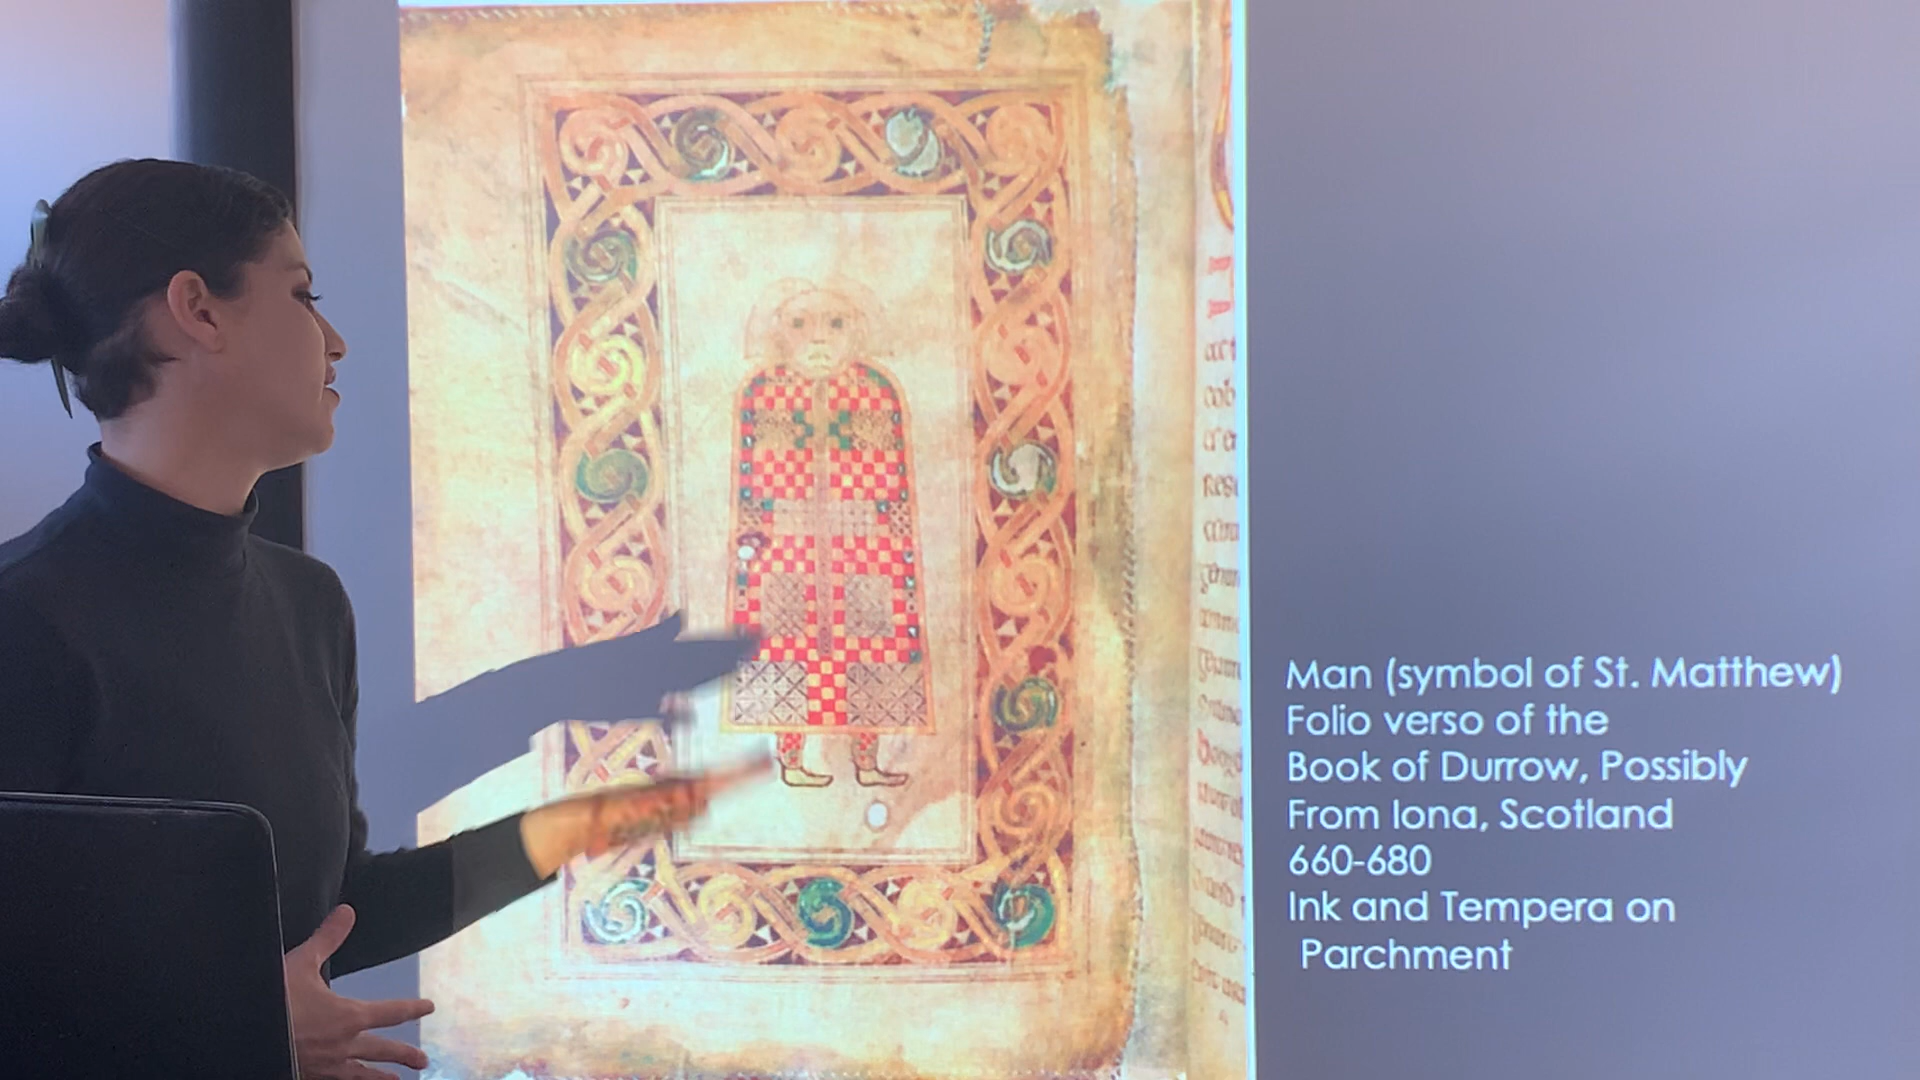 Man (symbol of St. Matthew)
Folio verso of the
Book of Durrow, Possibly
From Iona, Scotland
660-680
Ink and Tempera on
Parchment